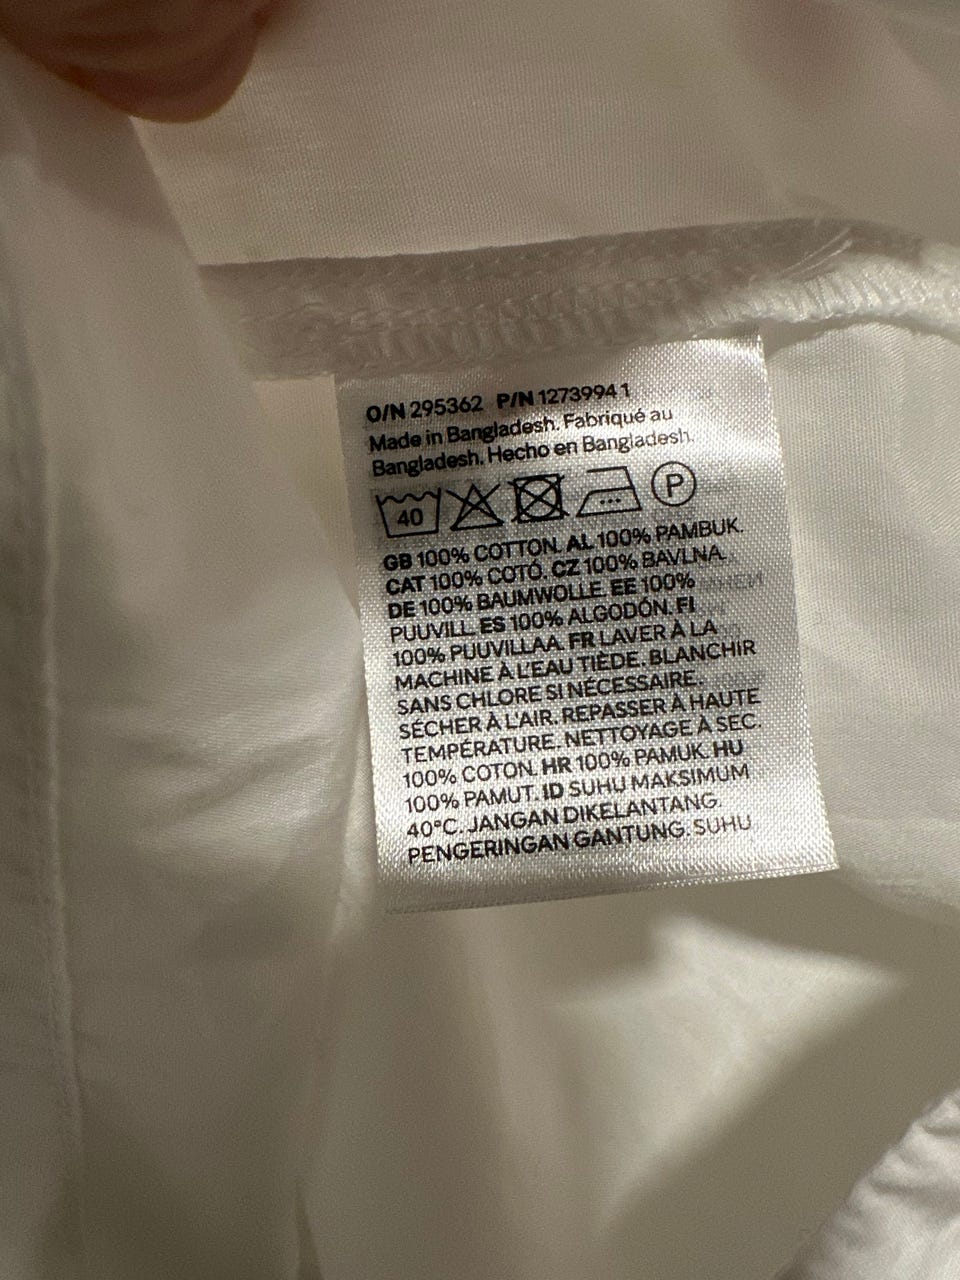 O/N 295362 P/N 1273994 1
Made in Bangladesh. Fabriqué au
Bangladesh. Hecho en Bangladesh.
40 P
GB 100% COTTON. AL 100% PAMBUK.
CAT 100% COTÓ. CZ 100% BAVLNA.
DE 100% BAUMWOLLE. EE 100%
PUUVILL. ES 100% ALGODÓN. FI
100% PUUVILLAA. FR LAVER À LA
MACHINE À L'EAU TIÈDE. BLANCHIR
SANS CHLORE SI NÉCESSAIRE.
SÉCHER À L'AIR. REPASSER À HAUTE
TEMPÉRATURE. NETTOYAGE À SEC.
100% COTON. HR 100% PAMUK. HU
100% PAMUT. ID SUHU MAKSIMUM
40°C. JANGAN DIKELANTANG.
PENGERINGAN GANTUNG. SUHU